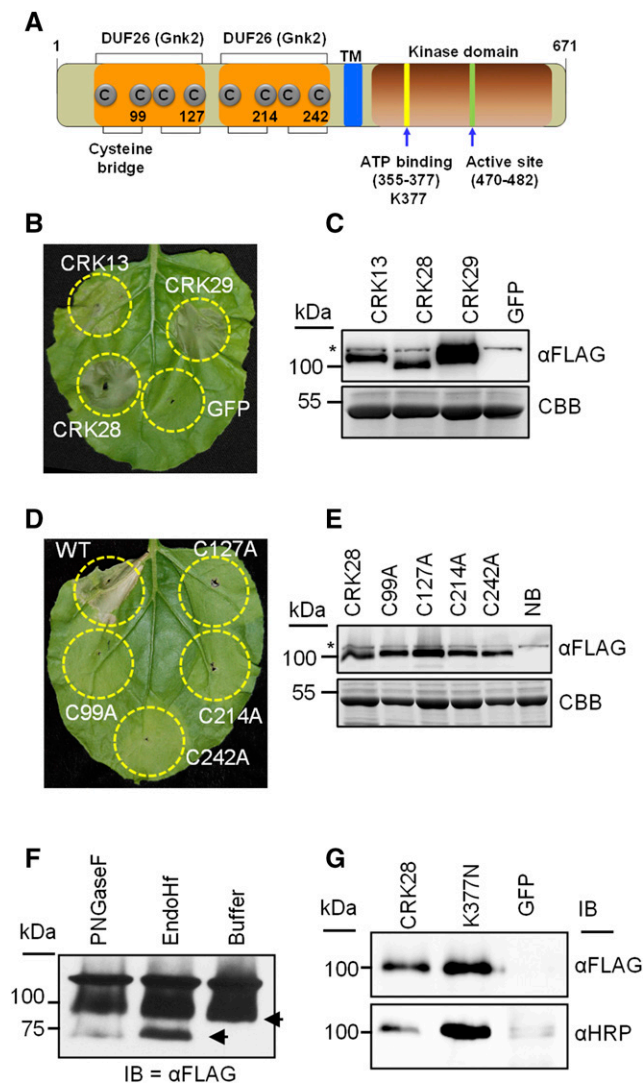 A
1
DUF26 (Gnk2)
DUF26 (Gnk2)
TM
Kinase domain
671
C C C C C C C C
99 127 214 242
Cysteine
bridge
ATP binding
(355-377)
K377
Active site
(470-482)
B
CRK13
CRK29
CRK28
GFP
C
kDa
CRK13
CRK28
CRK29
GFP
*
100
αFLAG
55
CBB
D
WT
C127A
C99A
C214A
C242A
E
kDa
CRK28
C99A
C127A
C214A
C242A
NB
*
100
αFLAG
55
CBB
F
kDa
PNGaseF
EndoHf
Buffer
100
75
IB = αFLAG
G
kDa
CRK28
K377N
GFP
IB
100
αFLAG
100
αHRP